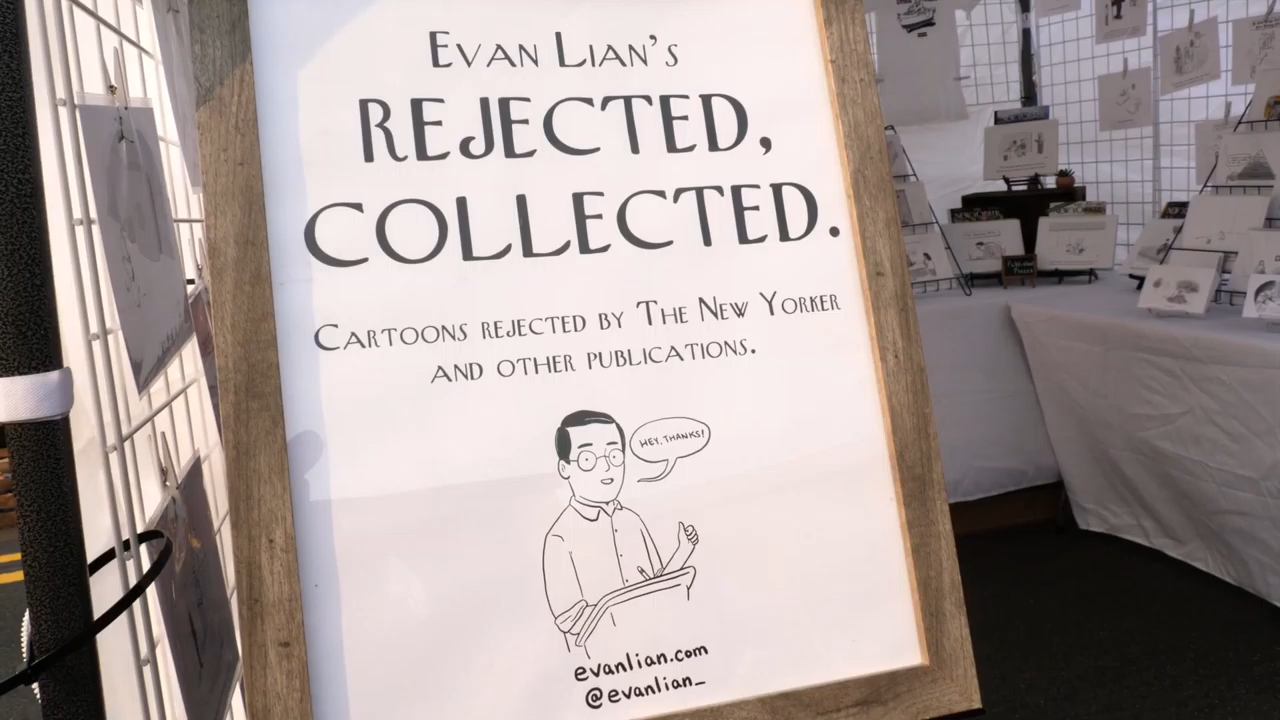 Evan Lian's
REJECTED,
COLLECTED.
Cartoons rejected by The New Yorker
and other publications.
HEY, THANKS!
evanlian.com
@evanlian_